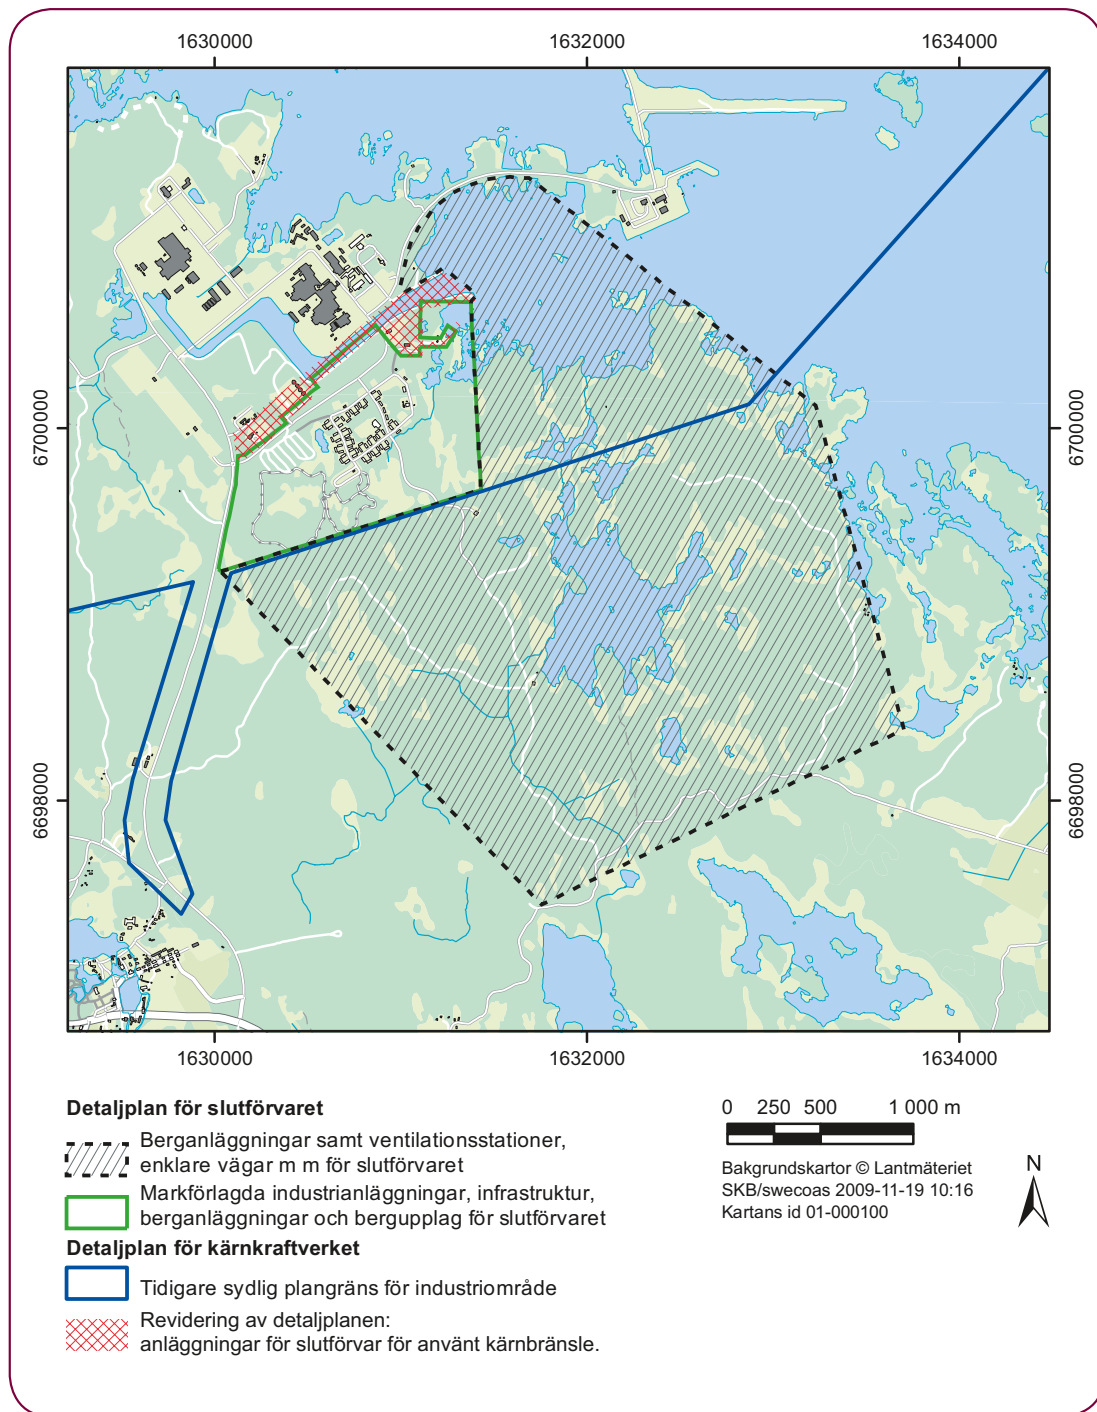 1630000 1632000 1634000
6700000 6700000
6698000 6698000
1630000 1632000 1634000
Detaljplan för slutförvaret
Berganläggningar samt ventilationsstationer,
enklare vägar m m för slutförvaret
Markförlagda industrianläggningar, infrastruktur,
berganläggningar och bergupplag för slutförvaret
Detaljplan för kärnkraftverket
Tidigare sydlig plangräns för industriområde
Revidering av detaljplanen:
anläggningar för slutförvar för använt kärnbränsle.
0 250 500 1 000 m
Bakgrundskartor © Lantmäteriet
SKB/swecoas 2009-11-19 10:16
Kartans id 01-000100
N